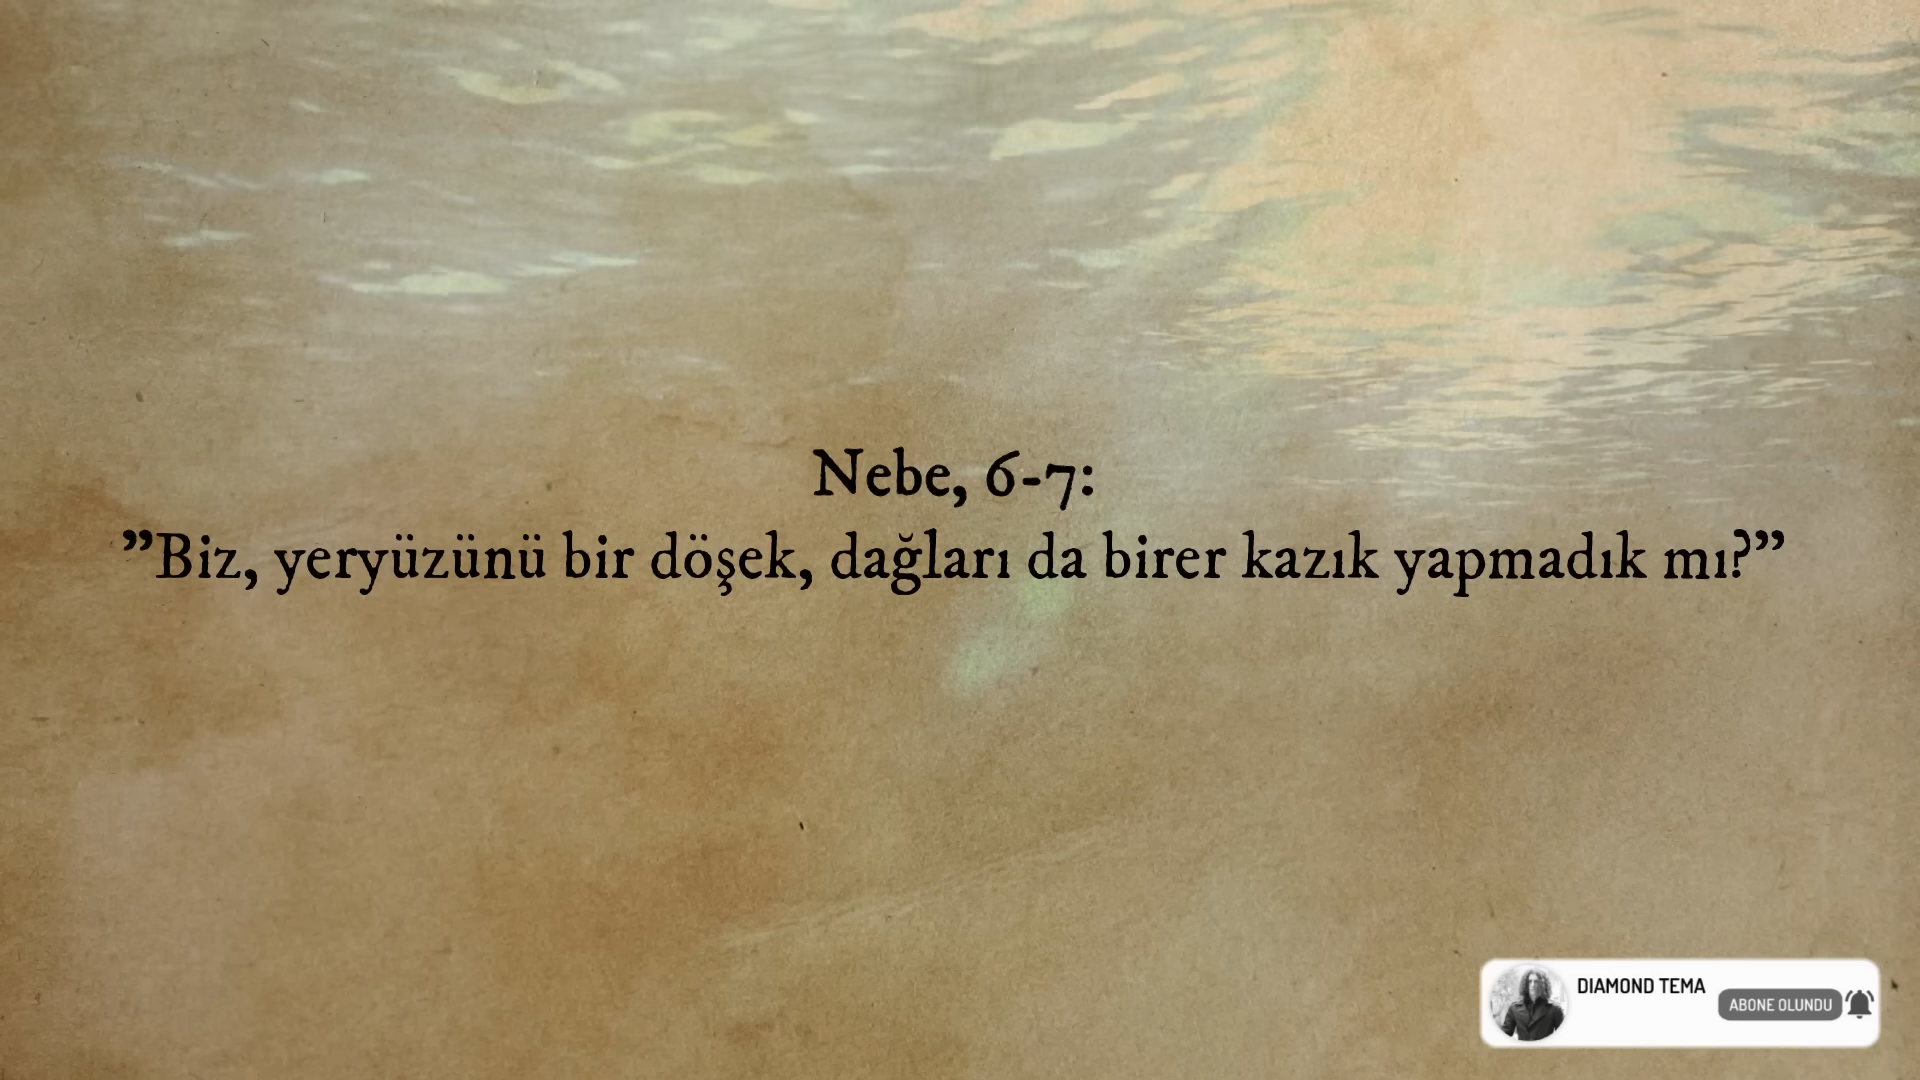 Nebe, 6-7:
”Biz, yeryüzünü bir döşek, dağları da birer kazık yapmadık mı?”
DIAMOND TEMA
ABONE OLUNDU